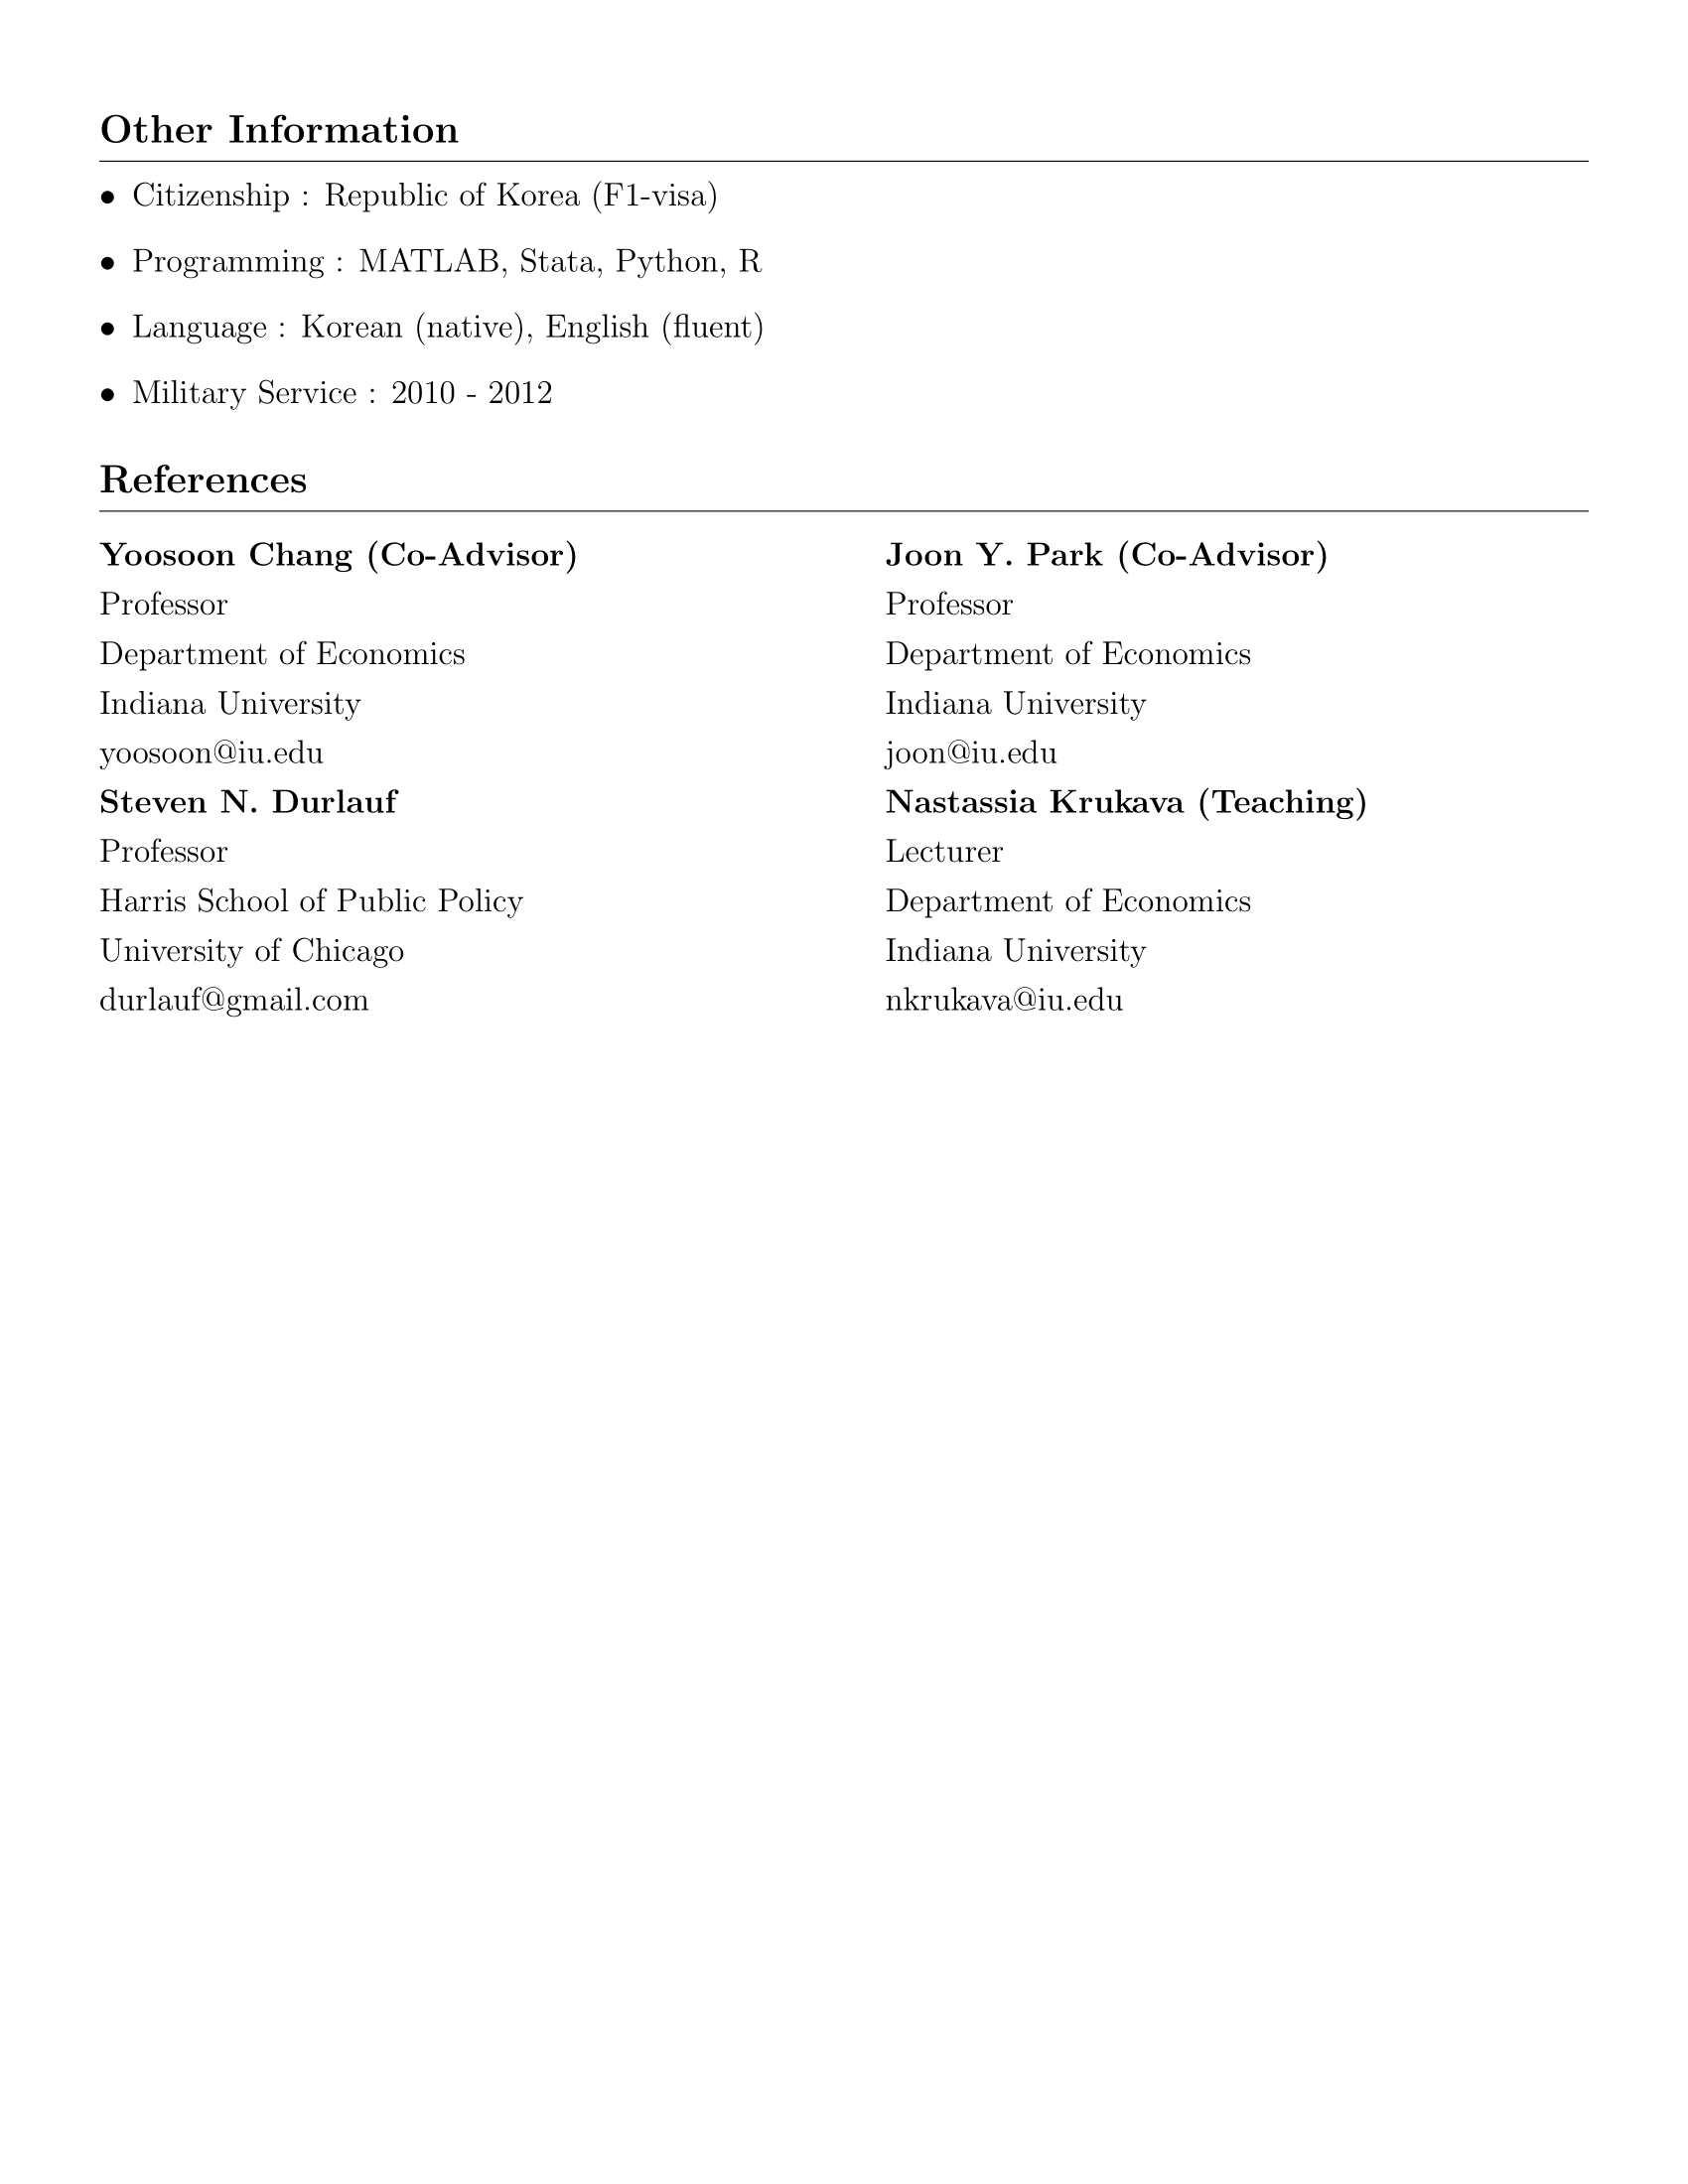 Other Information
• Citizenship : Republic of Korea (F1-visa)
• Programming : MATLAB, Stata, Python, R
• Language : Korean (native), English (fluent)
• Military Service : 2010 - 2012
References
Yoosoon Chang (Co-Advisor)
Professor
Department of Economics
Indiana University
yoosoon@iu.edu
Joon Y. Park (Co-Advisor)
Professor
Department of Economics
Indiana University
joon@iu.edu
Steven N. Durlauf
Professor
Harris School of Public Policy
University of Chicago
durlauf@gmail.com
Nastassia Krukava (Teaching)
Lecturer
Department of Economics
Indiana University
nkrukava@iu.edu